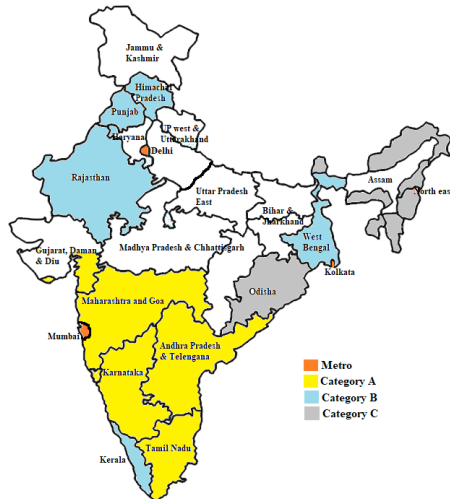 Jammu &
Kashmir
Himachal
Pradesh
Punjab
Haryana
UP west &
Uttrakhand
Delhi
Rajasthan
Uttar Pradesh
East
Assam
North east
Bihar &
Jharkhand
Gujarat, Daman
& Diu
Madhya Pradesh & Chhattisgarh
West
Bengal
Kolkata
Odisha
Maharashtra and Goa
Mumbai
Andhra Pradesh
& Telengana
Karnataka
Kerala
Tamil Nadu
Metro
Category A
Category B
Category C